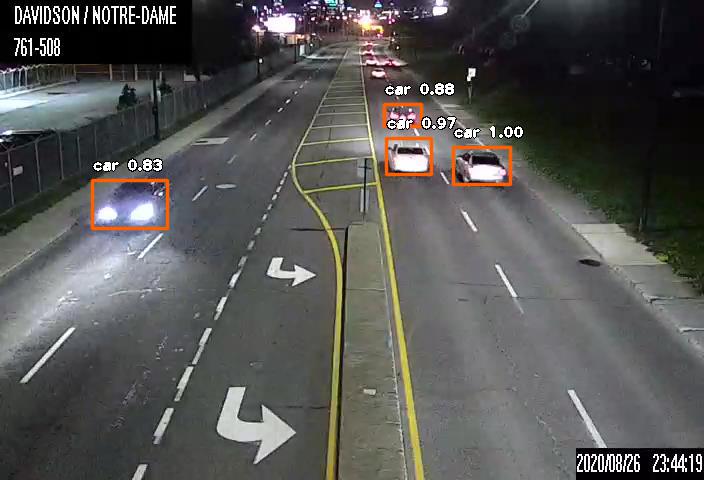 DAVIDSON / NOTRE-DAME
761-508
car 0.88
car 0.97
car 1.00
car 0.83
2020/08/26 23:44:19